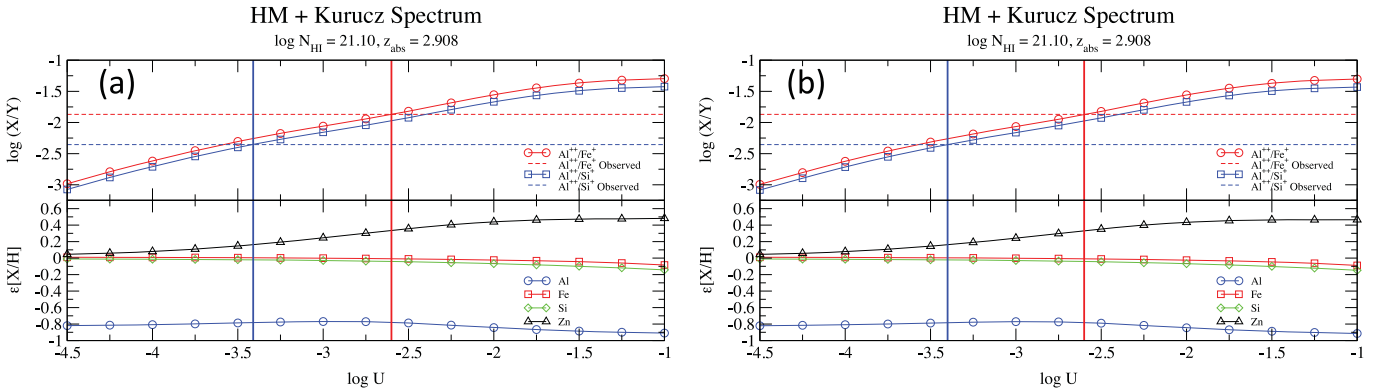 HM + Kurucz Spectrum
log N_HI = 21.10, z_abs = 2.908
(a)
log (X/Y)
-1
-1.5
-2
-2.5
-3
Al⁺⁺/Fe⁺
Al⁺⁺/Fe⁺ Observed
Al⁺⁺/Si⁺
Al⁺⁺/Si⁺ Observed
ε[X/H]
0.6
0.4
0.2
0
-0.2
-0.4
-0.6
-0.8
-1
Al
Fe
Si
Zn
-4.5 -4 -3.5 -3 -2.5 -2 -1.5 -1
log U
HM + Kurucz Spectrum
log N_HI = 21.10, z_abs = 2.908
(b)
log (X/Y)
-1
-1.5
-2
-2.5
-3
Al⁺⁺/Fe⁺
Al⁺⁺/Fe⁺ Observed
Al⁺⁺/Si⁺
Al⁺⁺/Si⁺ Observed
ε[X/H]
0.6
0.4
0.2
0
-0.2
-0.4
-0.6
-0.8
-1
Al
Fe
Si
Zn
-4.5 -4 -3.5 -3 -2.5 -2 -1.5 -1
log U